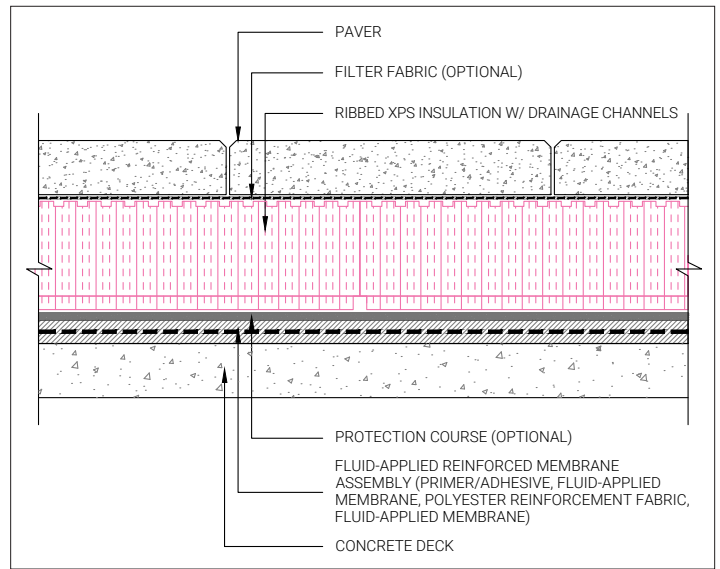 PAVER
FILTER FABRIC (OPTIONAL)
RIBBED XPS INSULATION W/ DRAINAGE CHANNELS
PROTECTION COURSE (OPTIONAL)
FLUID-APPLIED REINFORCED MEMBRANE
ASSEMBLY (PRIMER/ADHESIVE, FLUID-APPLIED
MEMBRANE, POLYESTER REINFORCEMENT FABRIC,
FLUID-APPLIED MEMBRANE)
CONCRETE DECK